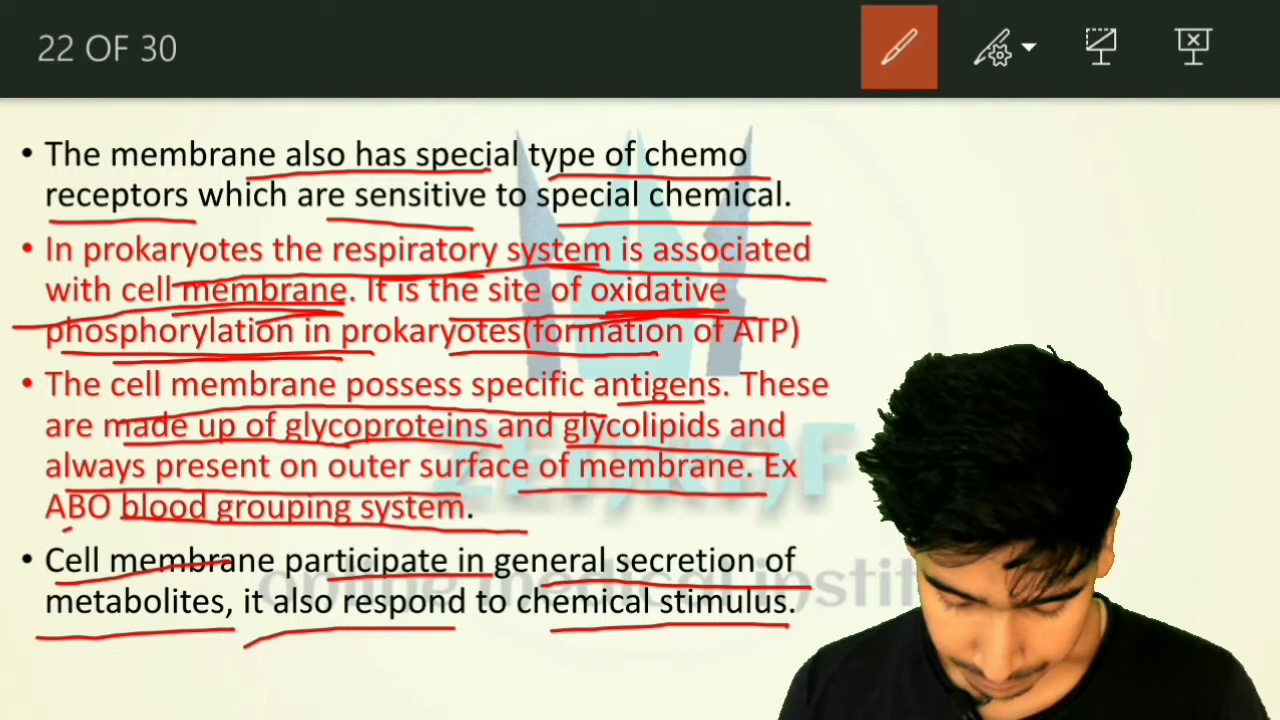 22 OF 30
• The membrane also has special type of chemo
receptors which are sensitive to special chemical.
• In prokaryotes the respiratory system is associated
with cell membrane. It is the site of oxidative
phosphorylation in prokaryotes(formation of ATP)
• The cell membrane possess specific antigens. These
are made up of glycoproteins and glycolipids and
always present on outer surface of membrane. Ex
ABO blood grouping system.
• Cell membrane participate in general secretion of
metabolites, it also respond to chemical stimulus.
online medical instit